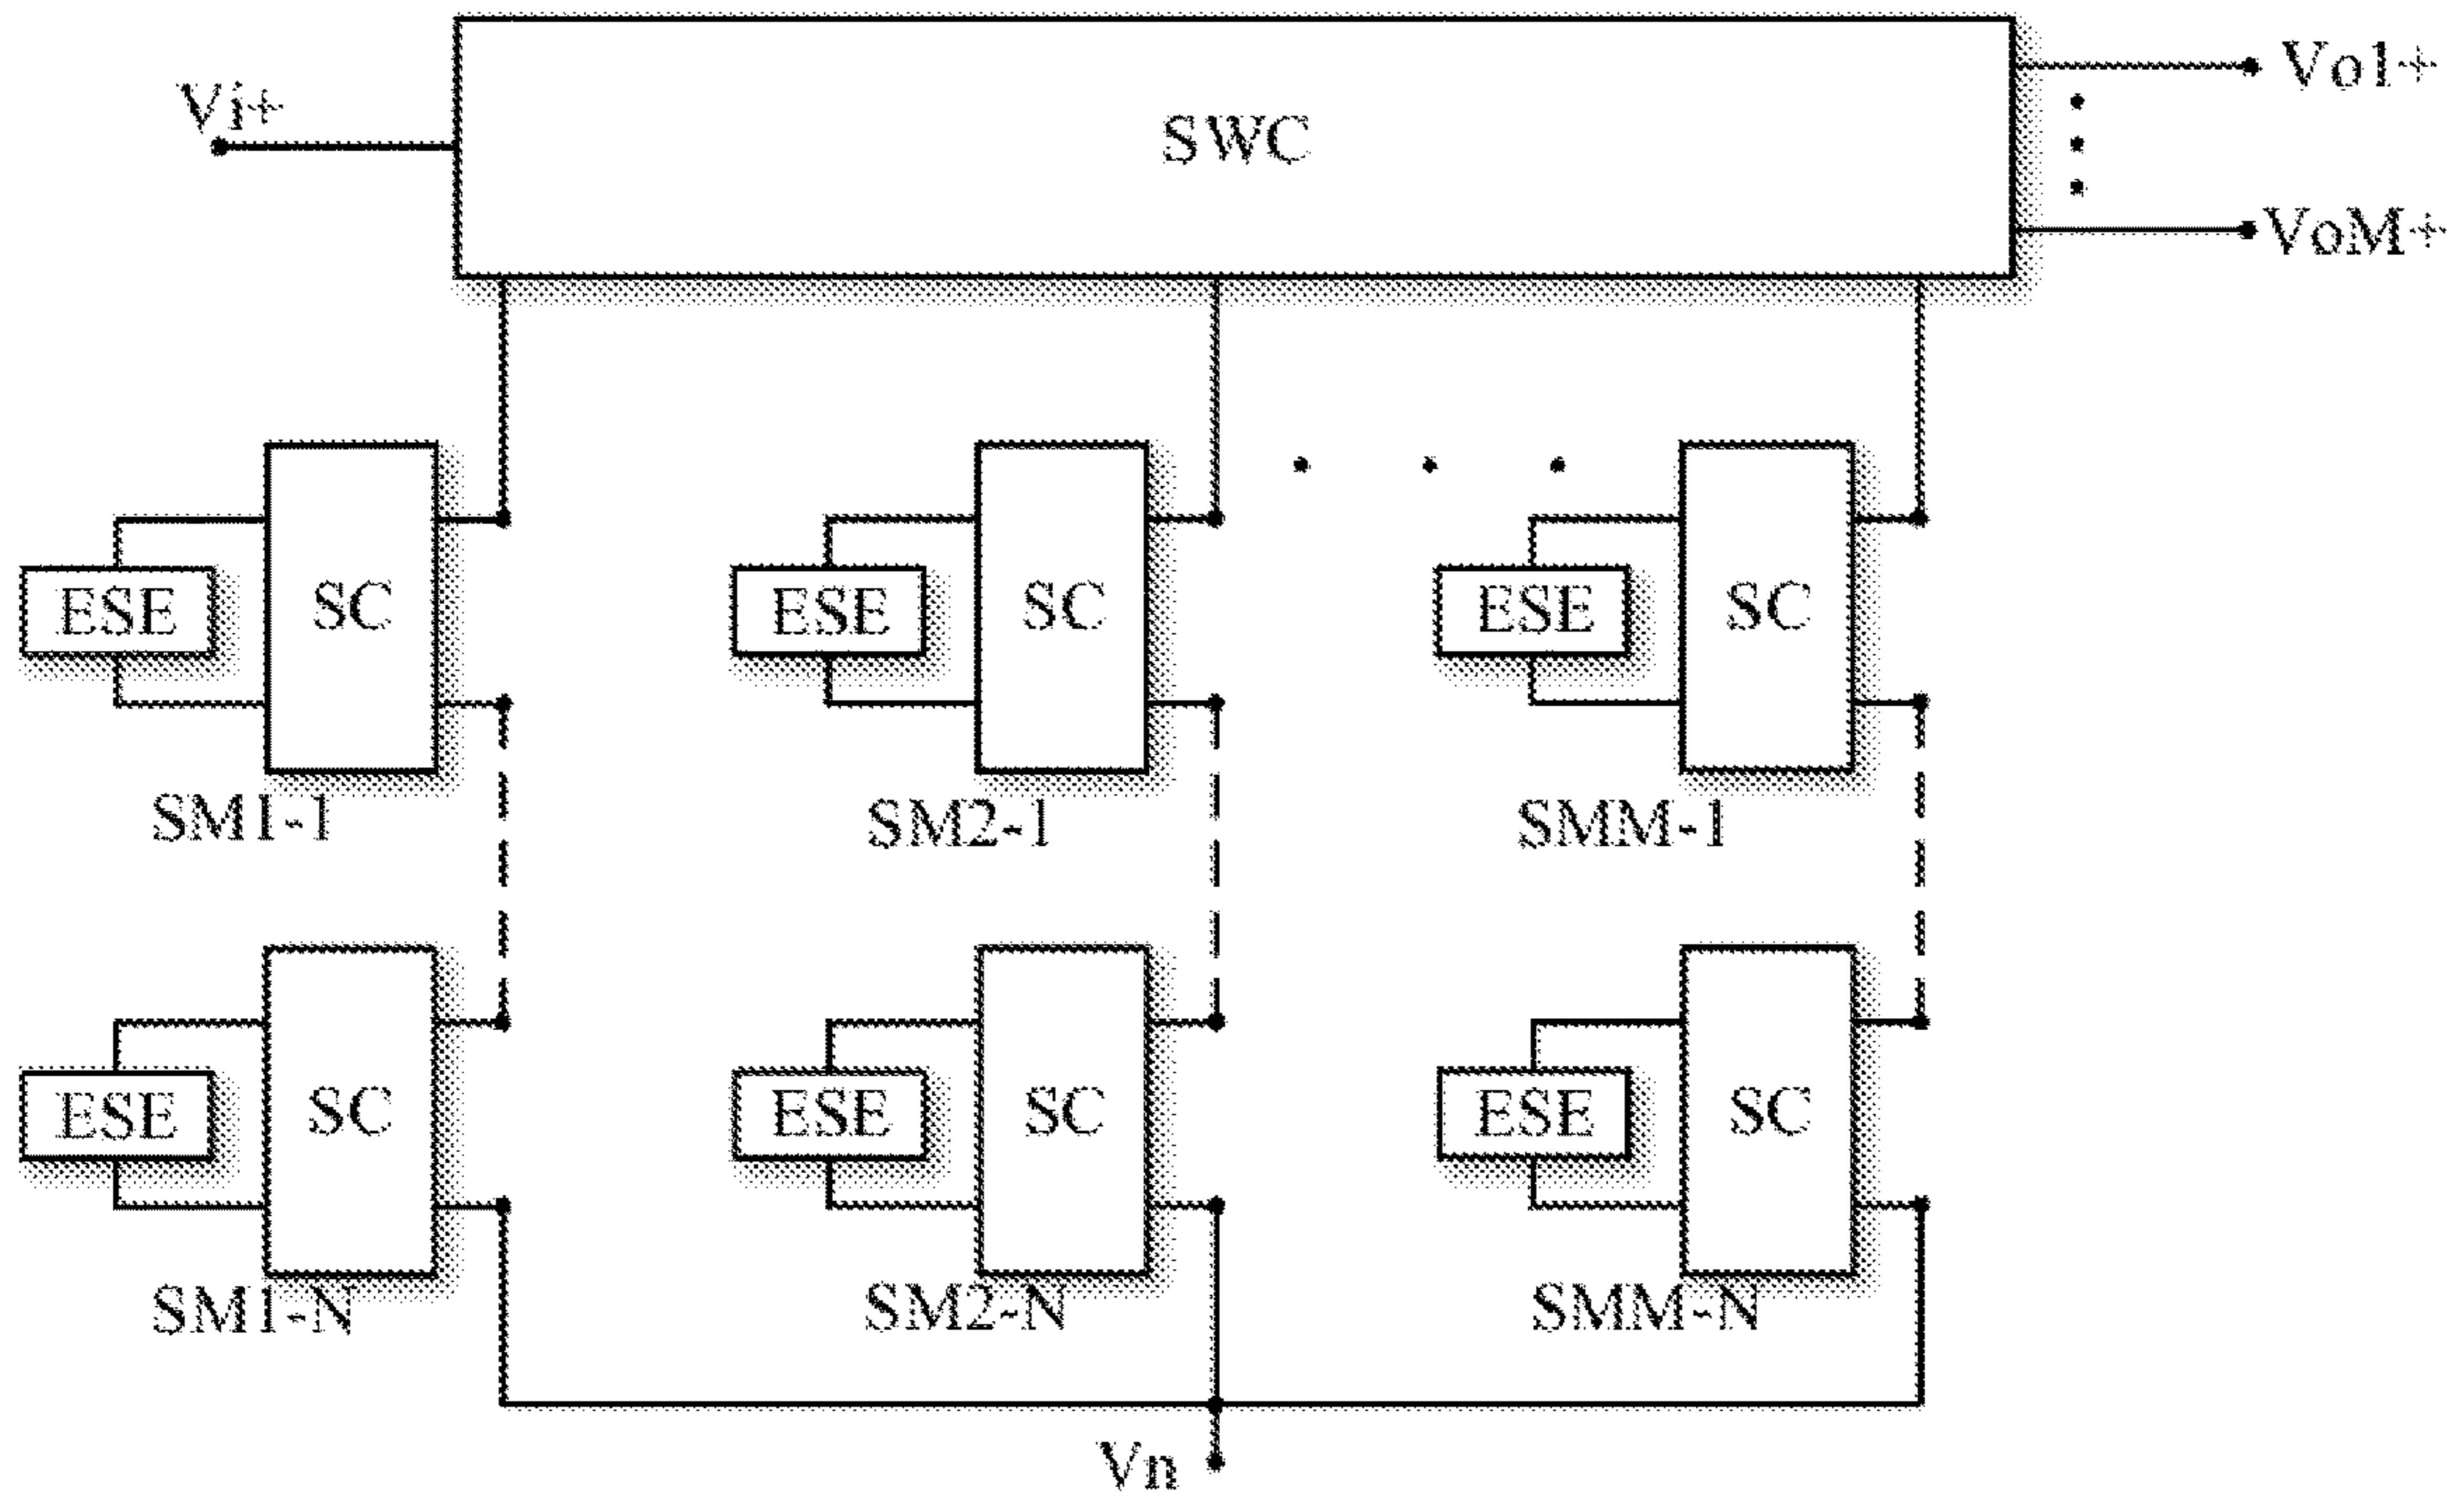 Vi+
SWC
Vo1+
VoM+
ESE SC
ESE SC
ESE SC
SM1-1
SM2-1
SMM-1
ESE SC
ESE SC
ESE SC
SM1-N
SM2-N
SMM-N
Vn